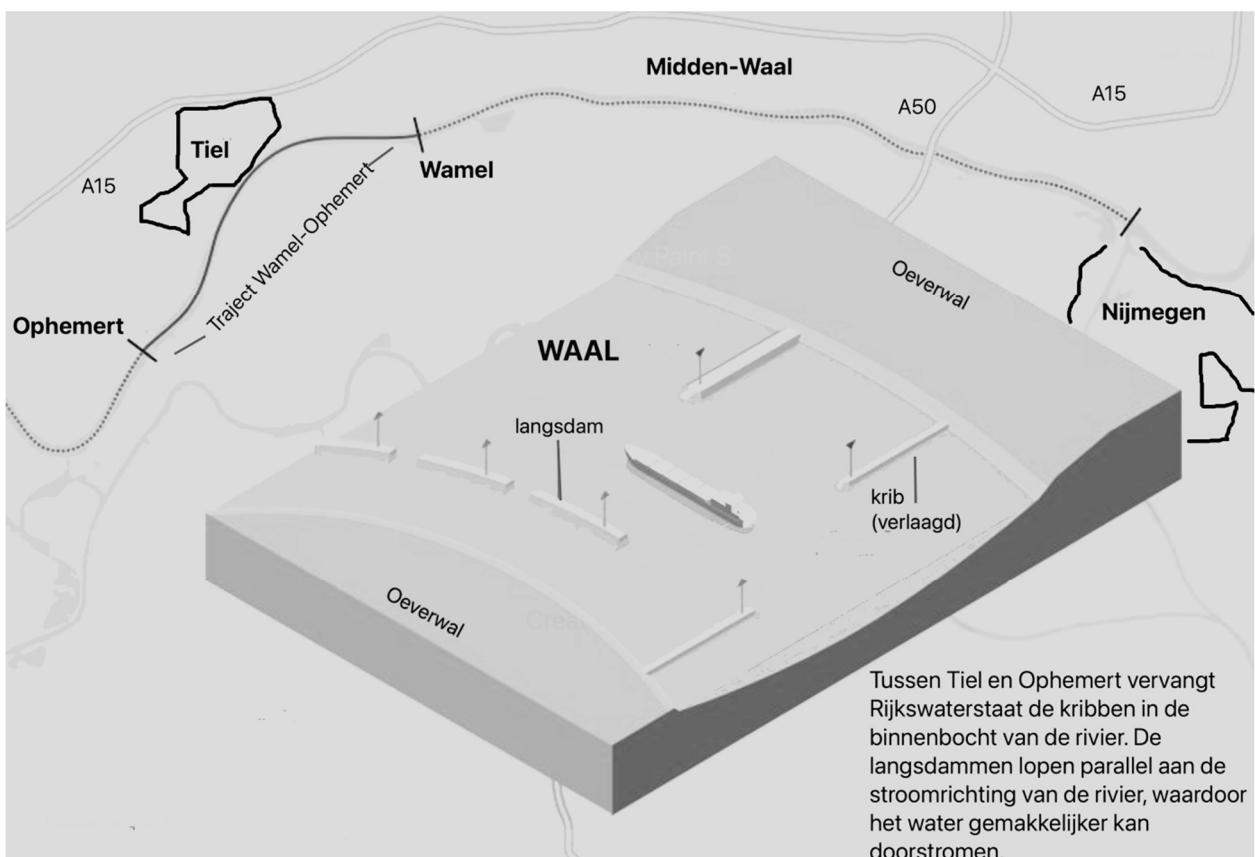 Midden-Waal
A50
A15
Tiel
Wamel
A15
Traject Wamel-Ophemert
Oeverwal
Nijmegen
Ophemert
WAAL
langsdam
krib
(verlaagd)
Oeverwal
Tussen Tiel en Ophemert vervangt
Rijkswaterstaat de kribben in de
binnenbocht van de rivier. De
langsdammen lopen parallel aan de
stroomrichting van de rivier, waardoor
het water gemakkelijker kan
doorstromen.